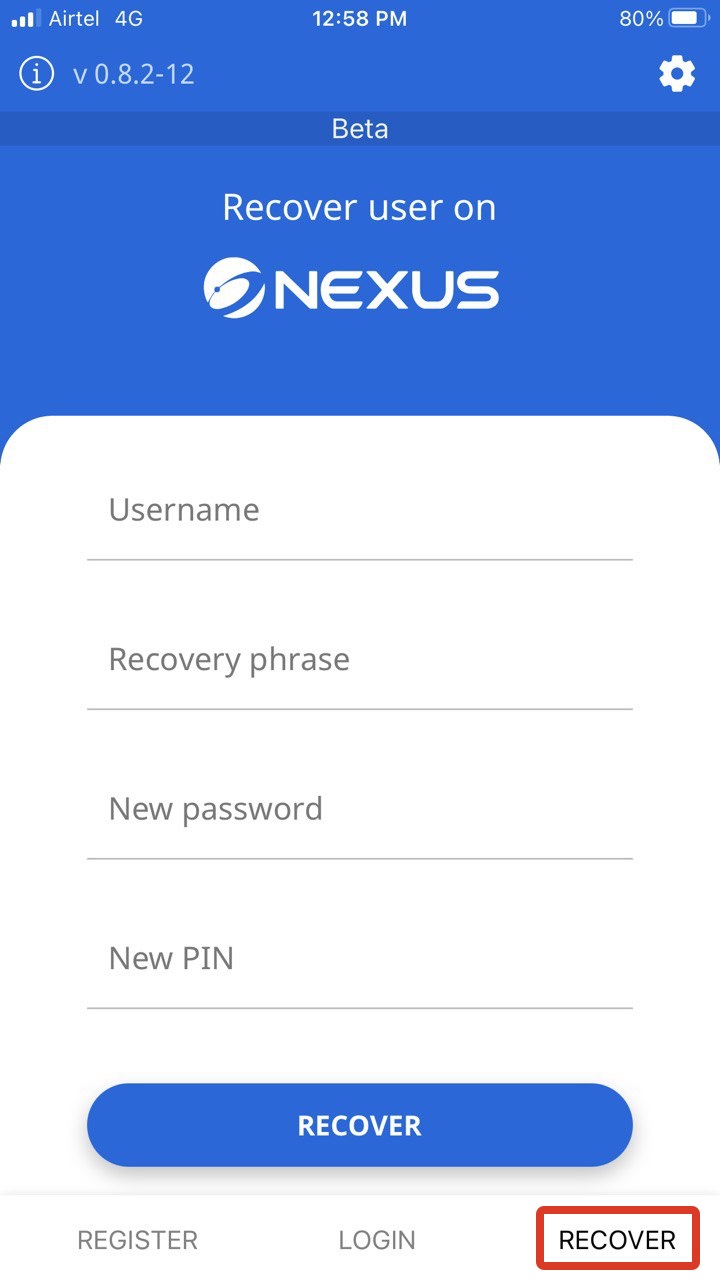 Airtel 4G 12:58 PM 80%
i v 0.8.2-12
Beta
Recover user on
NEXUS
Username
Recovery phrase
New password
New PIN
RECOVER
REGISTER LOGIN RECOVER